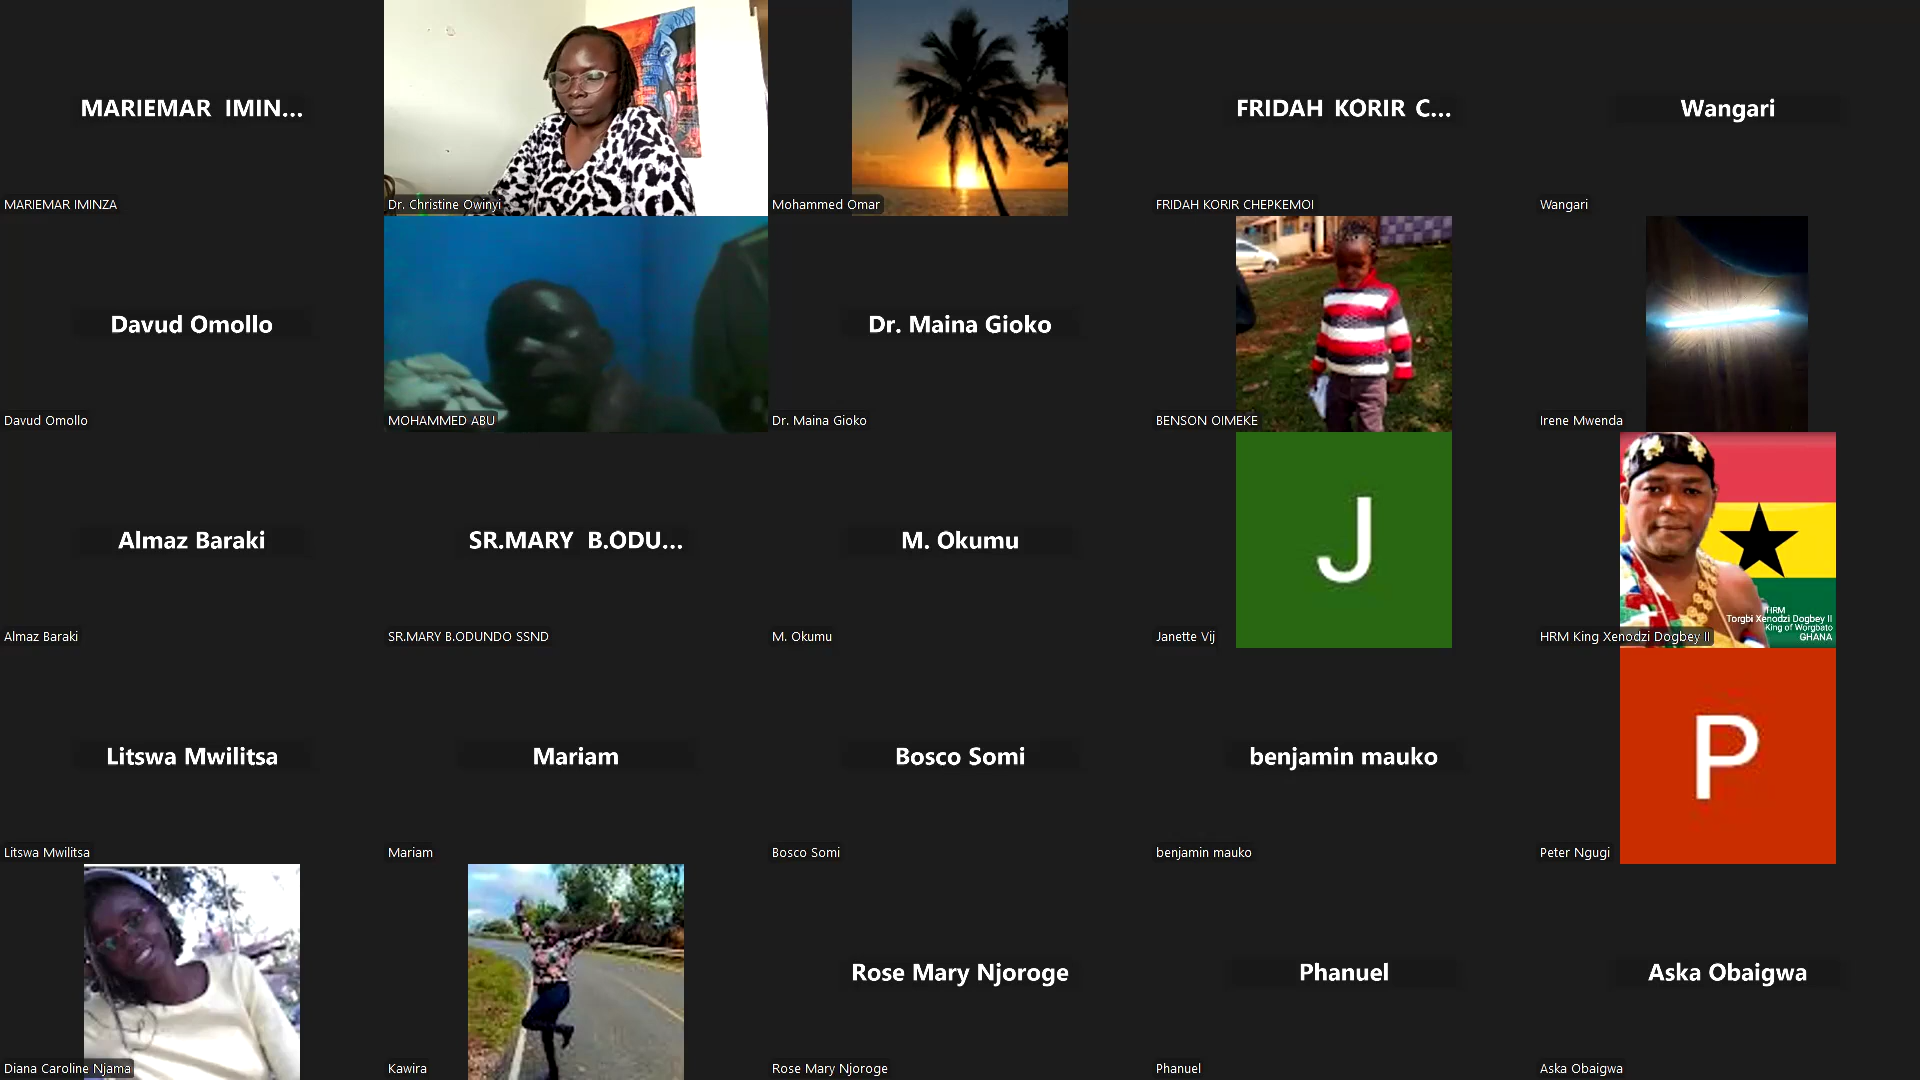 MARIEMAR IMIN...
FRIDAH KORIR C...
Wangari
MARIEMAR IMINZA
Dr. Christine Owinyi
Mohammed Omar
FRIDAH KORIR CHEPKEMOI
Wangari
Davud Omollo
Dr. Maina Gioko
Davud Omollo
MOHAMMED ABU
Dr. Maina Gioko
BENSON OIMEKE
Irene Mwenda
Almaz Baraki
SR.MARY B.ODU...
M. Okumu
J
HRM
Torgbi Xenodzi Dogbey II
King of Worgbato
GHANA
Almaz Baraki
SR.MARY B.ODUNDO SSND
M. Okumu
Janette Vij
HRM King Xenodzi Dogbey II
Litswa Mwilitsa
Mariam
Bosco Somi
benjamin mauko
P
Litswa Mwilitsa
Mariam
Bosco Somi
benjamin mauko
Peter Ngugi
Rose Mary Njoroge
Phanuel
Aska Obaigwa
Diana Caroline Njama
Kawira
Rose Mary Njoroge
Phanuel
Aska Obaigwa